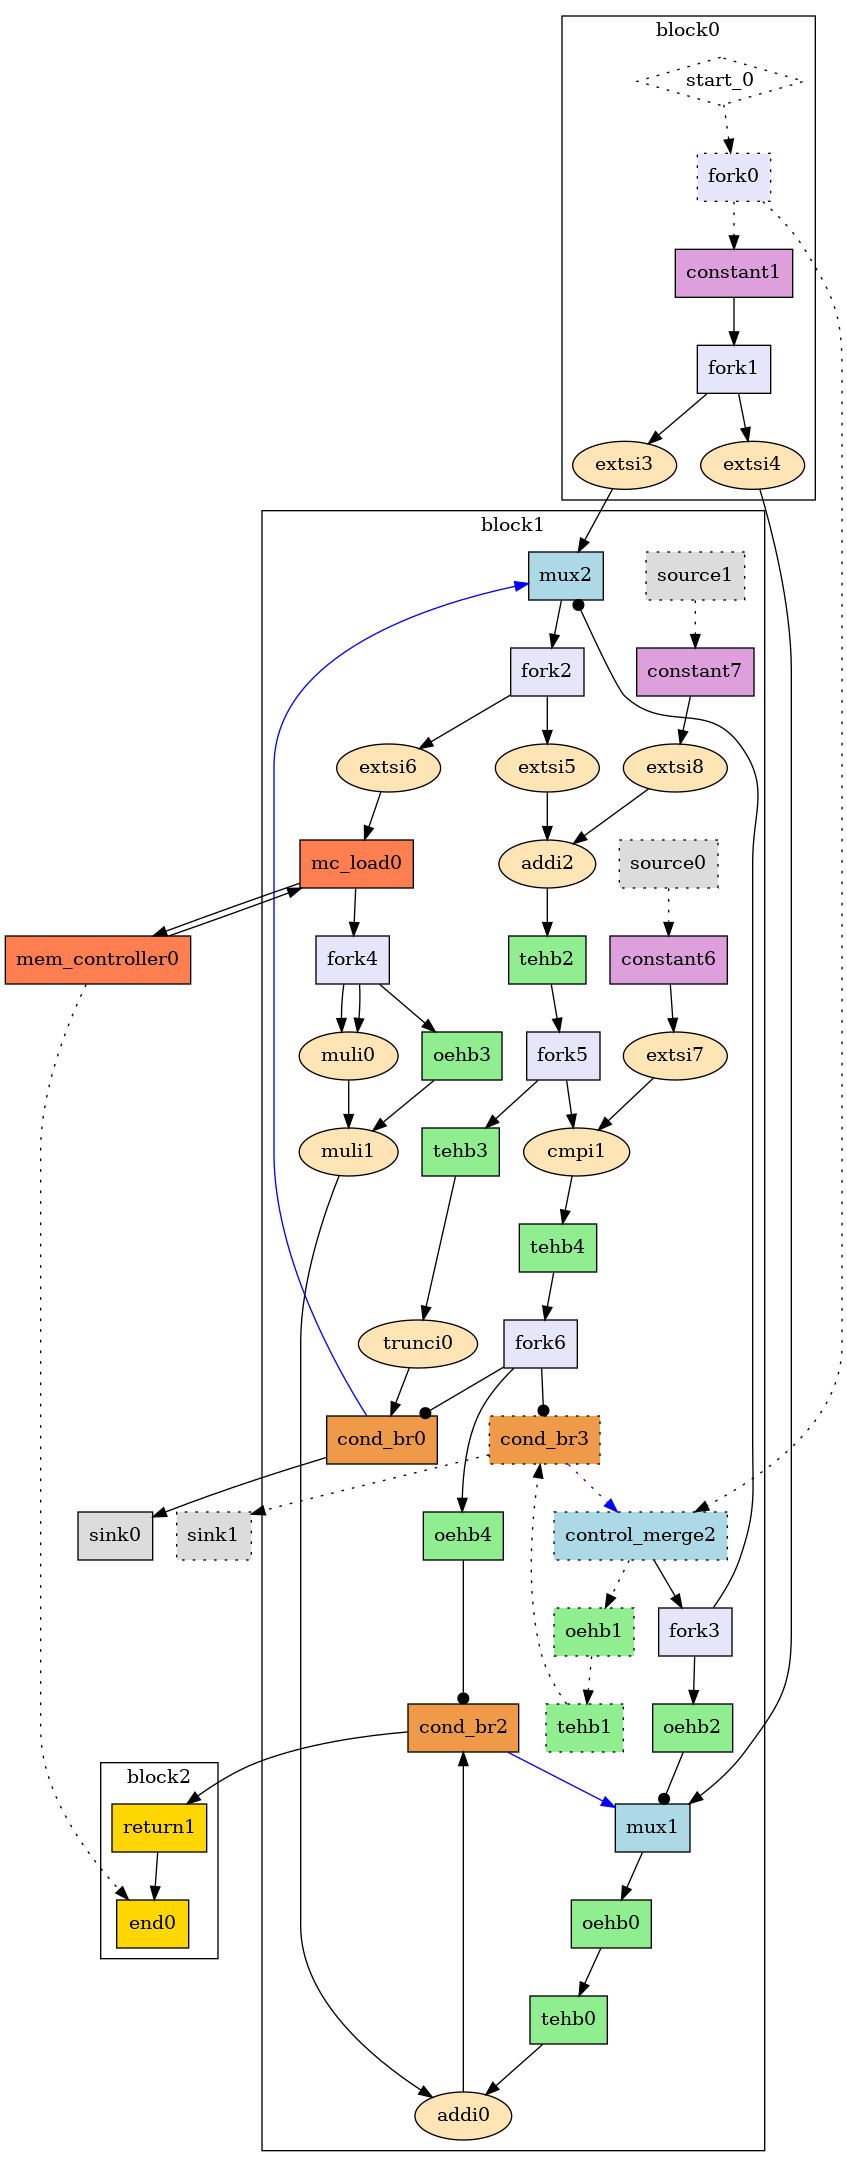 block0
start_0
fork0
constant1
fork1
extsi3
extsi4
block1
mux2
source1
fork2
constant7
extsi6
extsi5
extsi8
mc_load0
addi2
source0
mem_controller0
fork4
tehb2
constant6
muli0
oehb3
fork5
extsi7
muli1
tehb3
cmpi1
tehb4
trunci0
fork6
cond_br0
cond_br3
sink0
sink1
oehb4
control_merge2
oehb1
fork3
cond_br2
tehb1
oehb2
block2
return1
mux1
end0
oehb0
tehb0
addi0